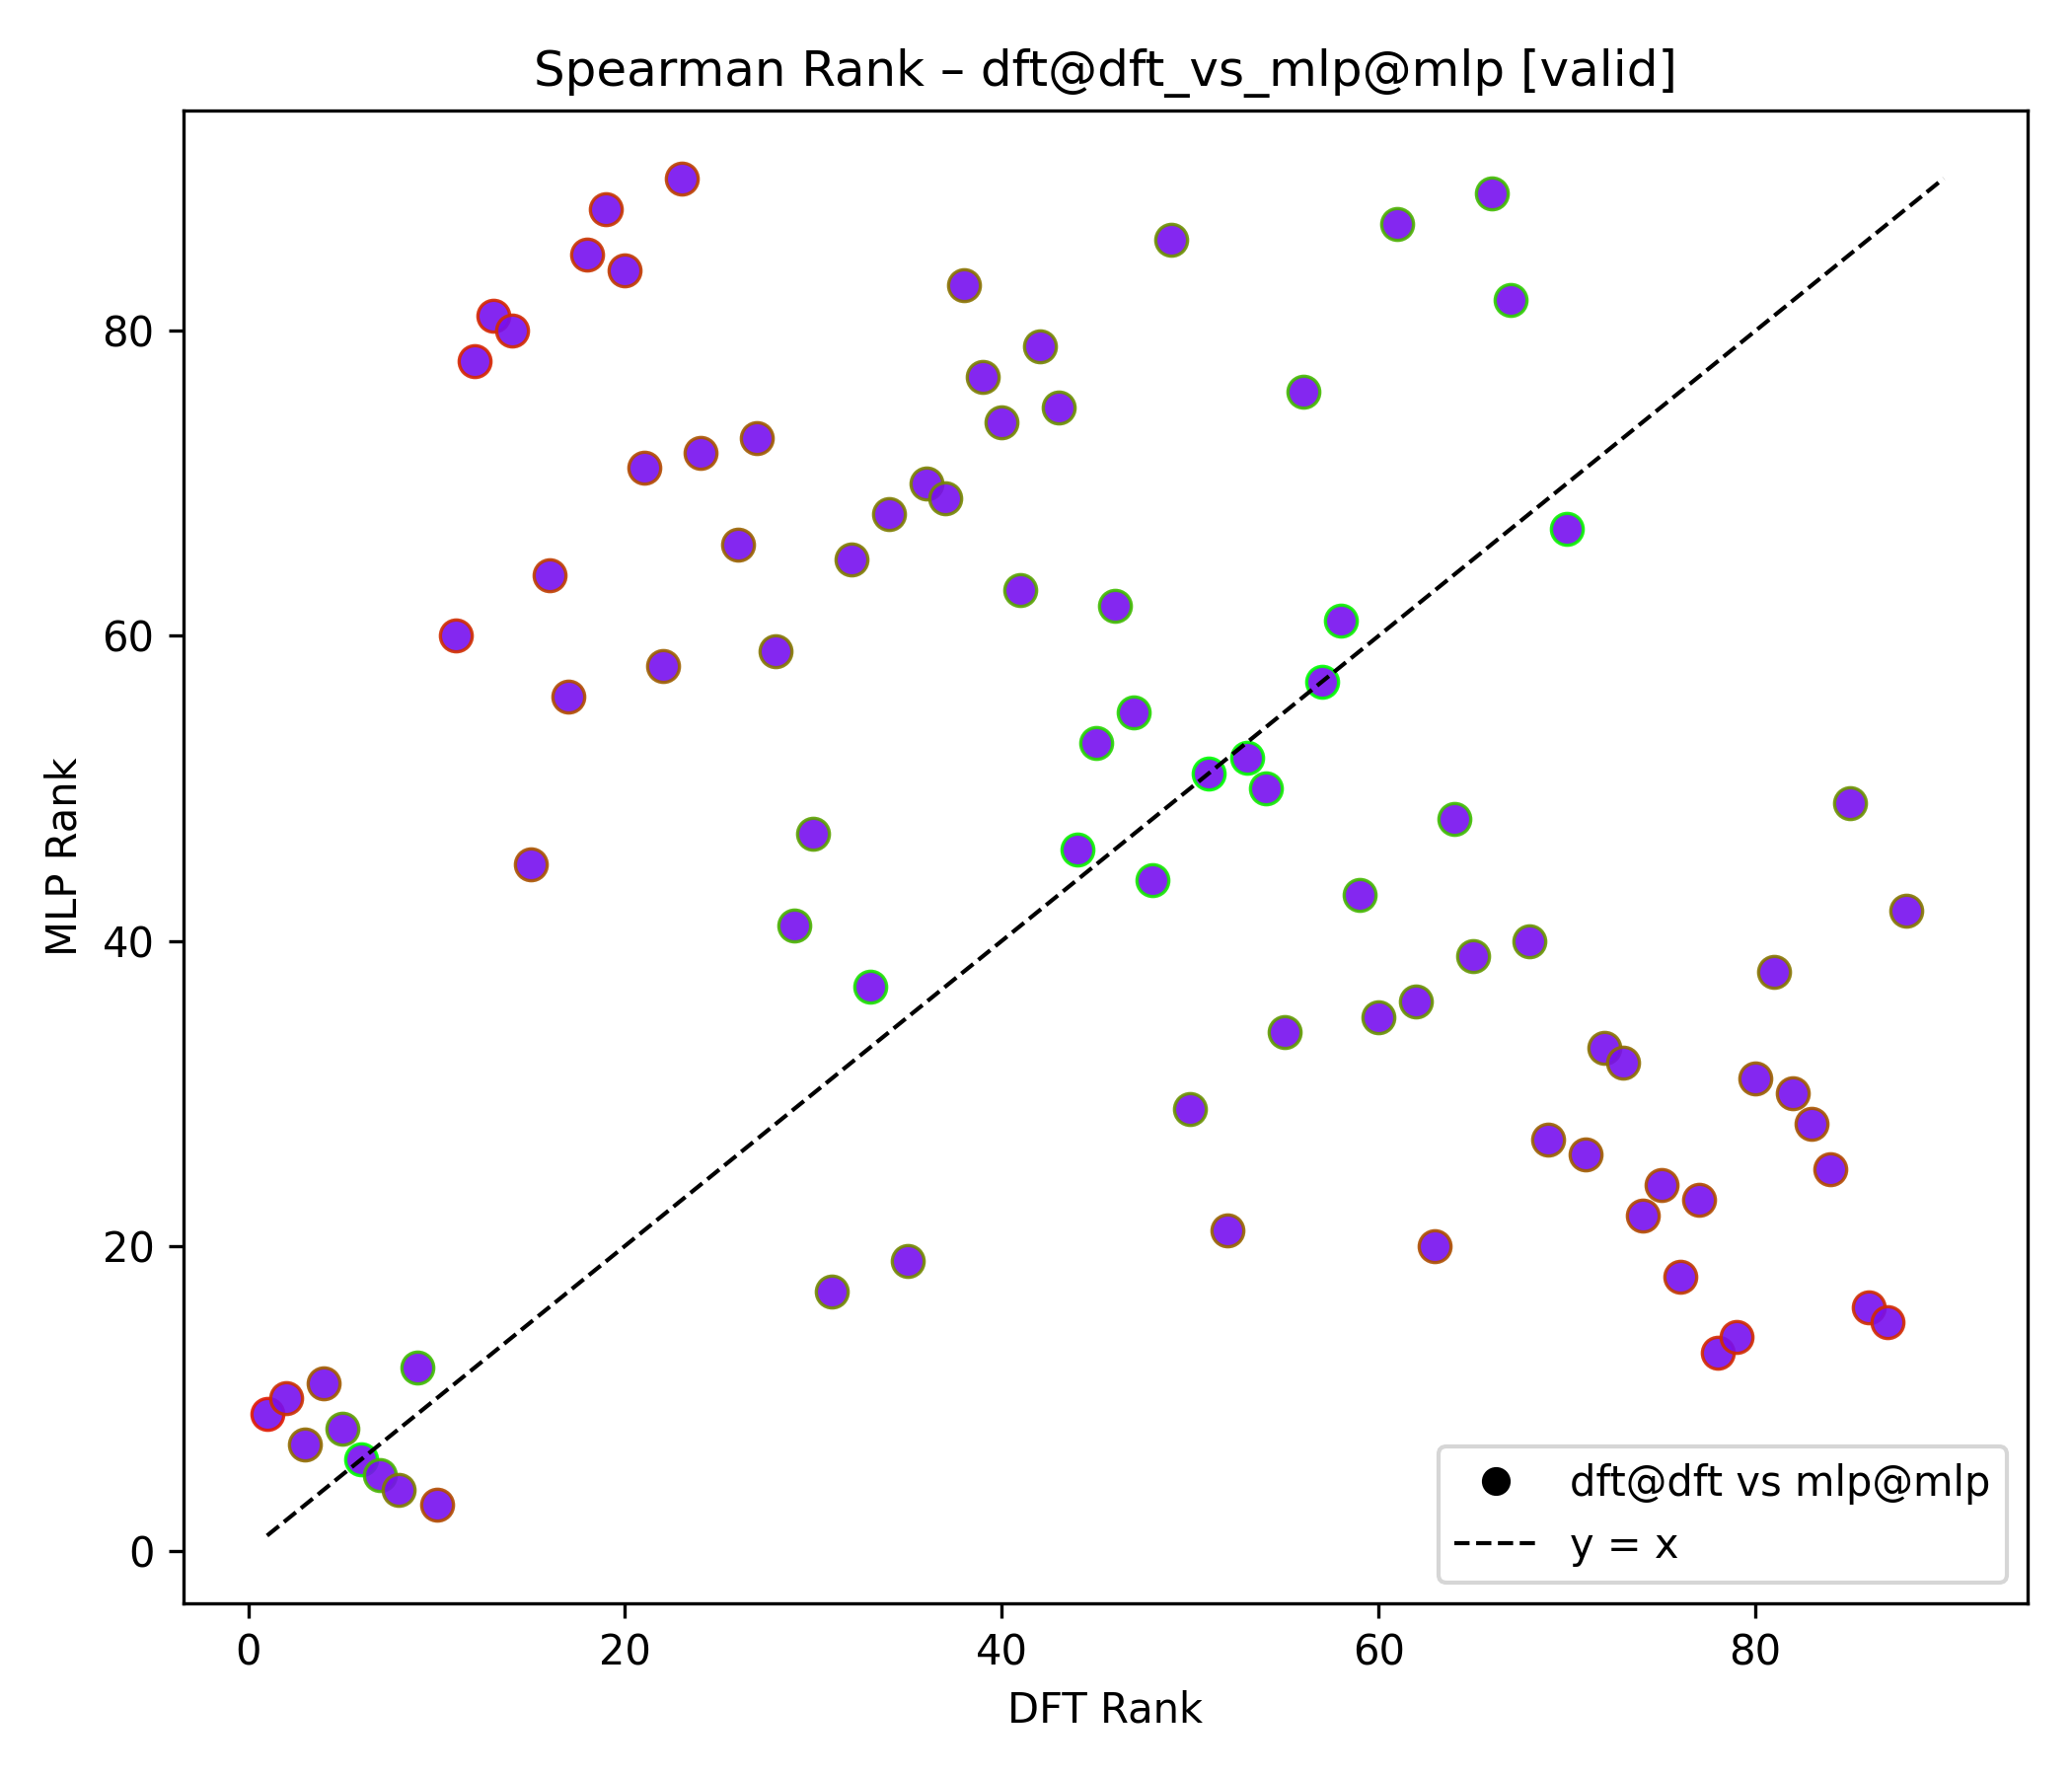 Spearman Rank – dft@dft_vs_mlp@mlp [valid]
MLP Rank
80
60
40
20
0
0 20 40 60 80
DFT Rank
dft@dft vs mlp@mlp
y = x